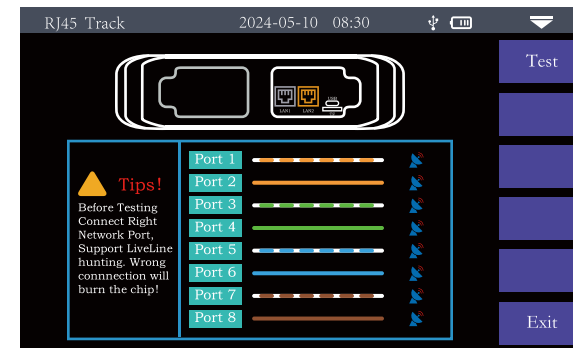 RJ45 Track 2024-05-10 08:30
Test
USB
LAN1 LAN2
Port 1
Port 2
Port 3
Port 4
Port 5
Port 6
Port 7
Port 8
Tips!
Before Testing
Connect Right
Network Port,
Support LiveLine
hunting. Wrong
connnection will
burn the chip!
Exit